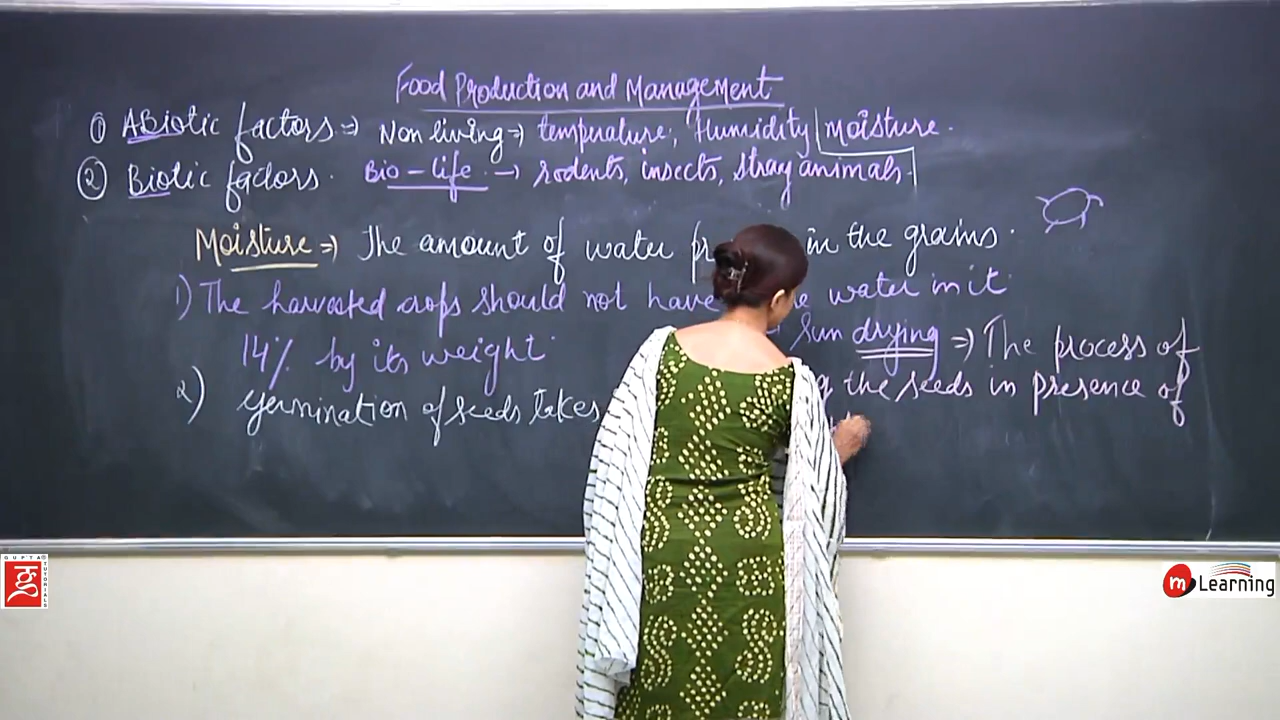 Food Production and Management
① ABiotic factors ⇒ Non living ⇒ temperature, Humidity moisture.
② Biotic factors. Bio - life → rodents, insects, stray animals.
Moisture ⇒ The amount of water in the grains.
1) The harvested crops should not have water in it
14% by its weight.
2) germination of seeds takes
Sun drying ⇒ The process of
the seeds in presence of
GUPTA TUTORIALS
m Learning